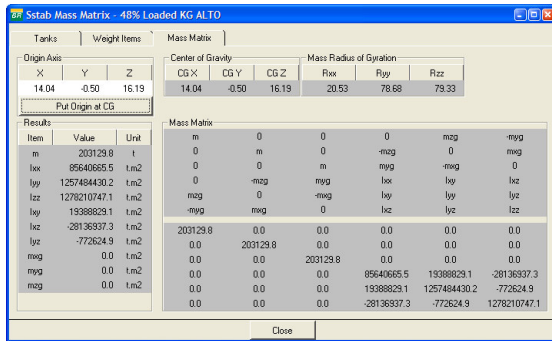 BR Sstab Mass Matrix - 48% Loaded KG ALTO
Tanks Weight Items Mass Matrix
Origin Axis
X Y Z
14.04 -0.50 16.19
Put Origin at CG
Center of Gravity
CG X CG Y CG Z
14.04 -0.50 16.19
Mass Radius of Gyration
Rxx Ryy Rzz
20.53 78.68 79.33
Results
Item Value Unit
m 203129.8 t
Ixx 85640665.5 t.m2
Iyy 1257484430.2 t.m2
Izz 1278210747.1 t.m2
Ixy 19388829.1 t.m2
Ixz -28136937.3 t.m2
Iyz -772624.9 t.m2
mxg 0.0 t.m2
myg 0.0 t.m2
mzg 0.0 t.m2
Mass Matrix
m 0 0 0 mzg -myg
0 m 0 -mzg 0 mxg
0 0 m myg -mxg 0
0 -mzg myg Ixx Ixy Ixz
mzg 0 -mxg Ixy Iyy Iyz
-myg mxg 0 Ixz Iyz Izz
203129.8 0.0 0.0 0.0 0.0 0.0
0.0 203129.8 0.0 0.0 0.0 0.0
0.0 0.0 203129.8 0.0 0.0 0.0
0.0 0.0 0.0 85640665.5 19388829.1 -28136937.3
0.0 0.0 0.0 19388829.1 1257484430.2 -772624.9
0.0 0.0 0.0 -28136937.3 -772624.9 1278210747.1
Close